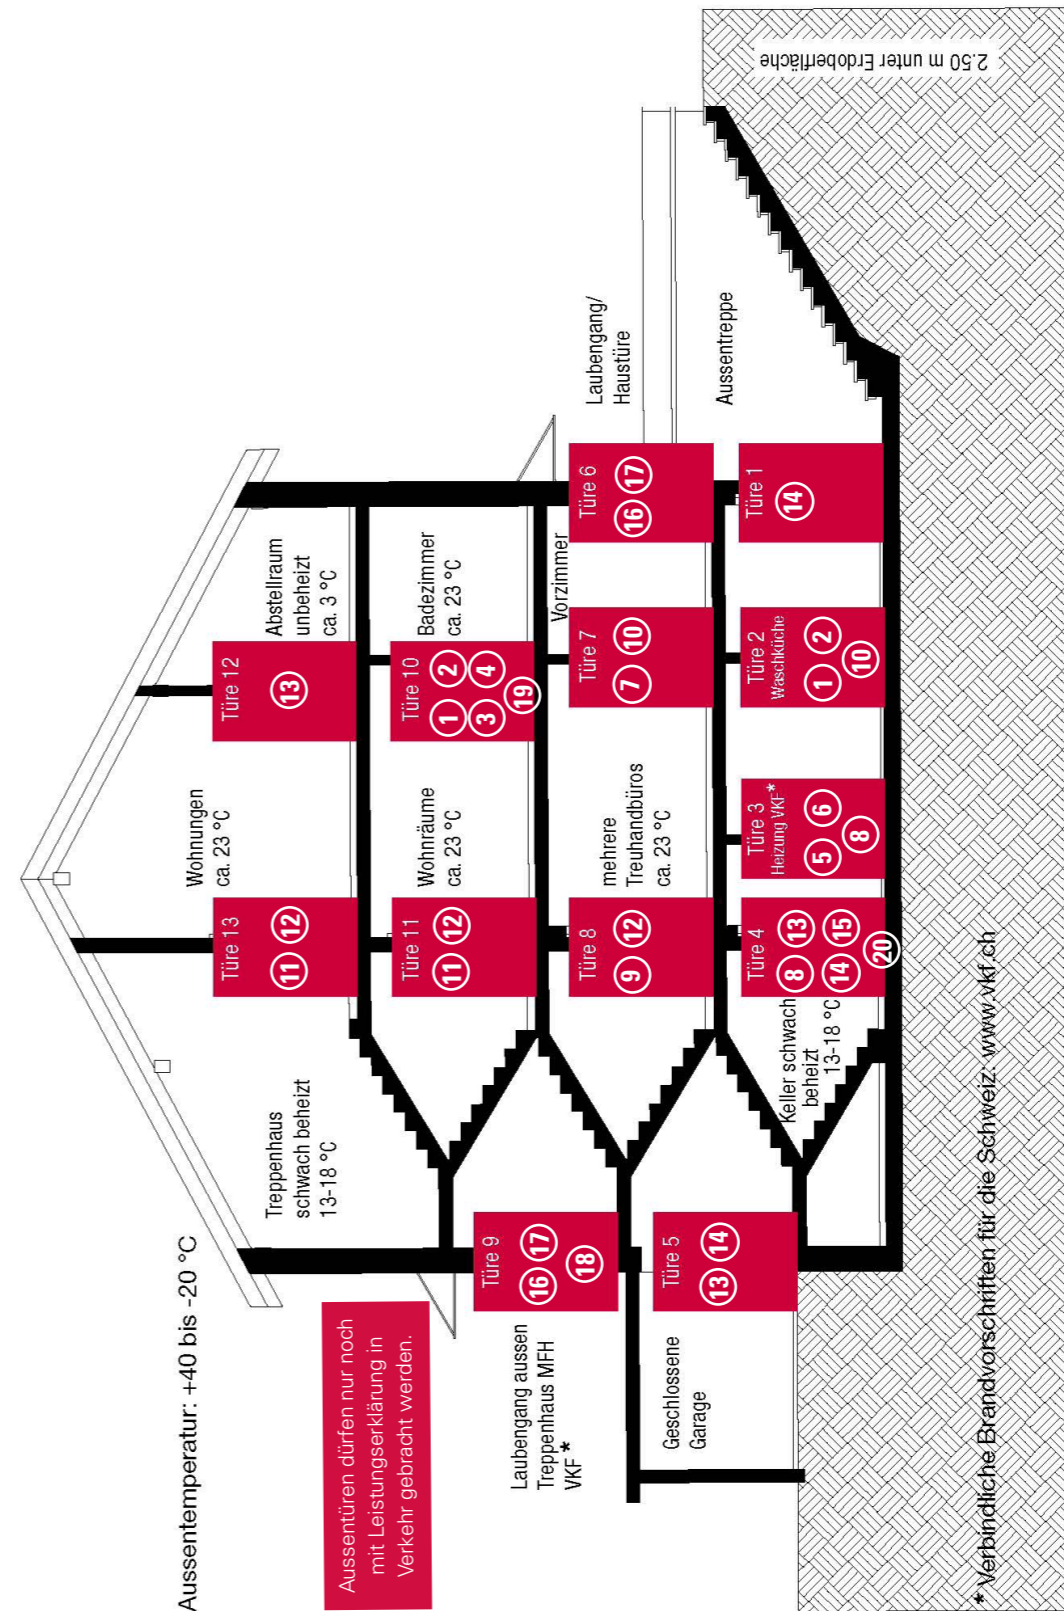 Aussentemperatur: +40 bis -20 °C
Aussentüren dürfen nur noch
mit Leistungserklärung in
Verkehr gebracht werden.
Treppenhaus
schwach beheizt
13-18 °C
Wohnungen
ca. 23 °C
Abstellraum
unbeheizt
ca. 3 °C
Türe 13
11 12
Türe 12
13
Wohnräume
ca. 23 °C
Badezimmer
ca. 23 °C
Türe 11
11 12
Türe 10
1 2
3 4
19
Laubengang aussen
Treppenhaus MFH
VKF*
Türe 9
16 17
18
Türe 8
9 12
mehrere
Treuhandbüros
ca. 23 °C
Türe 7
7 10
Vorzimmer
Türe 6
16 17
Laubengang/
Haustüre
Geschlossene
Garage
Türe 5
13 14
Keller schwach
beheizt
13-18 °C
Türe 4
8 13
14 15
20
Türe 3
Heizung VKF*
5 6
8
Türe 2
Waschküche
1 2
10
Türe 1
14
Aussentreppe
2.50 m unter Erdoberfläche
* Verbindliche Brandvorschriften für die Schweiz: www.vkf.ch